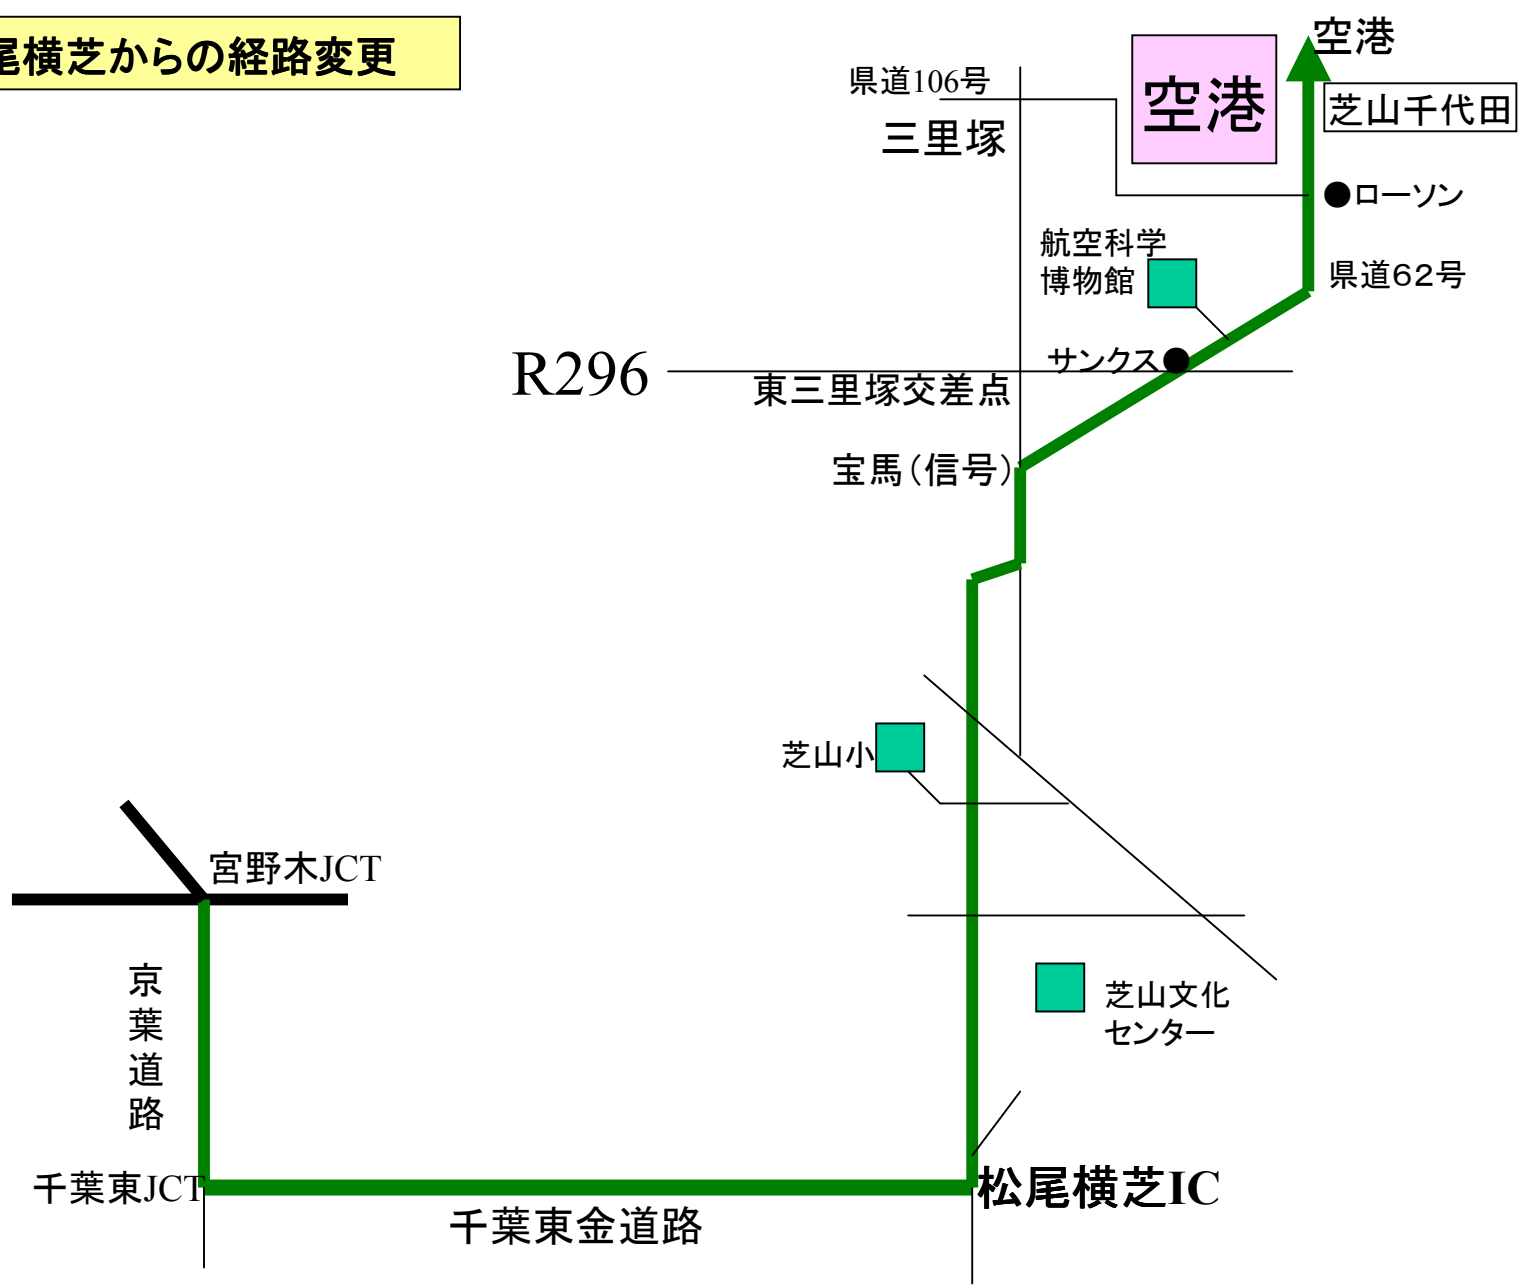 尾横芝からの経路変更
空港
県道106号
空港
芝山千代田
三里塚
●ローソン
航空科学
博物館
県道62号
サンクス
R296
東三里塚交差点
宝馬(信号)
芝山小
宮野木JCT
京葉道路
芝山文化
センター
千葉東JCT
松尾横芝IC
千葉東金道路